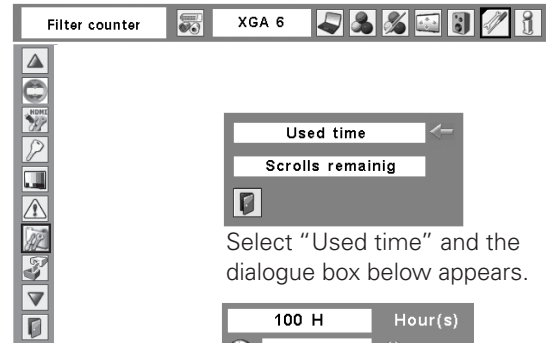 Filter counter XGA 6
HDMI
Used time
Scrolls remainig
Select “Used time” and the
dialogue box below appears.
100 H Hour(s)